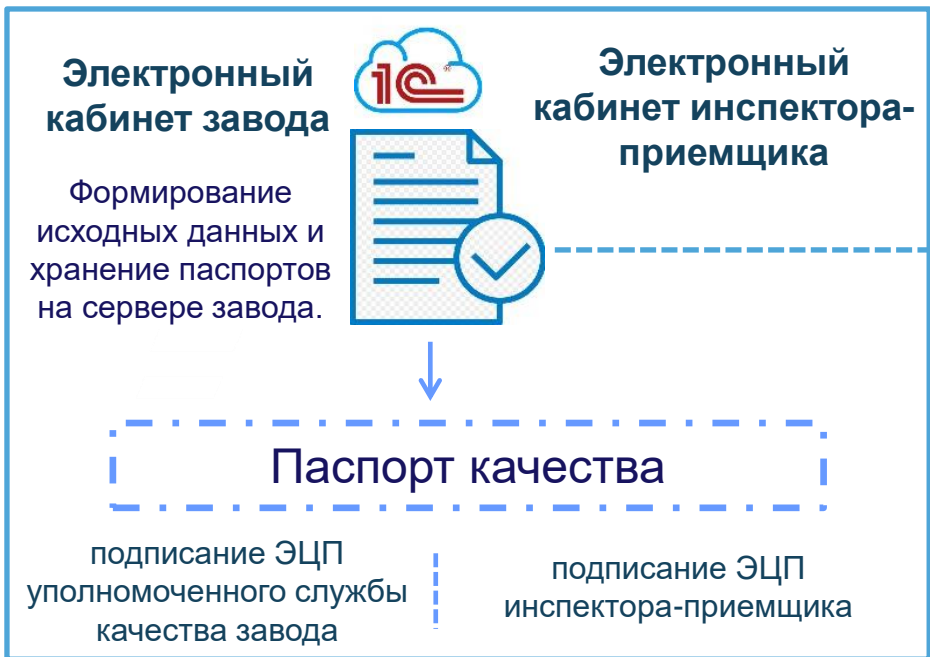 Электронный
кабинет завода
1С®
Электронный
кабинет инспектора-
приемщика
Формирование
исходных данных и
хранение паспортов
на сервере завода.
Паспорт качества
подписание ЭЦП
уполномоченного службы
качества завода
подписание ЭЦП
инспектора-приемщика